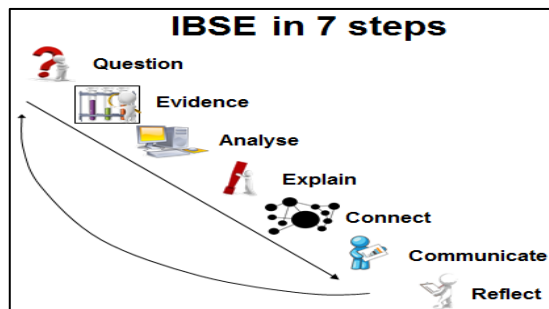 IBSE in 7 steps
Question
Evidence
Analyse
Explain
Connect
Communicate
Reflect